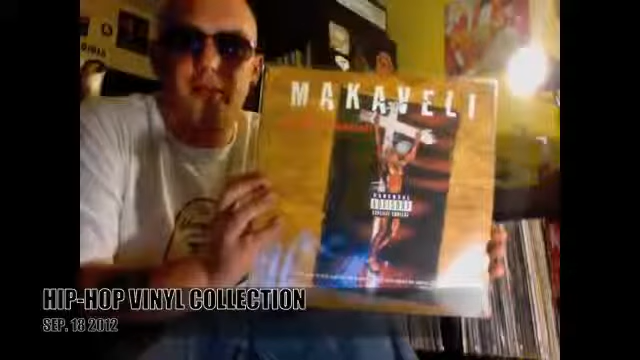 MAKAVELI
PARENTAL
ADVISORY
EXPLICIT CONTENT
HIP-HOP VINYL COLLECTION
SEP. 18 2012